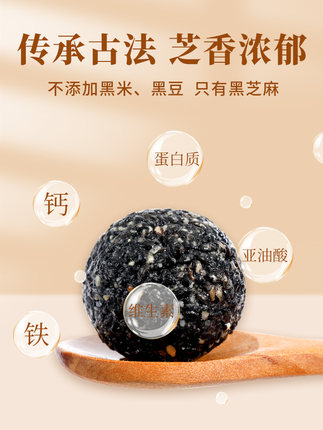 传承古法 芝香浓郁
不添加黑米、黑豆 只有黑芝麻
蛋白质
钙
亚油酸
维生素
铁